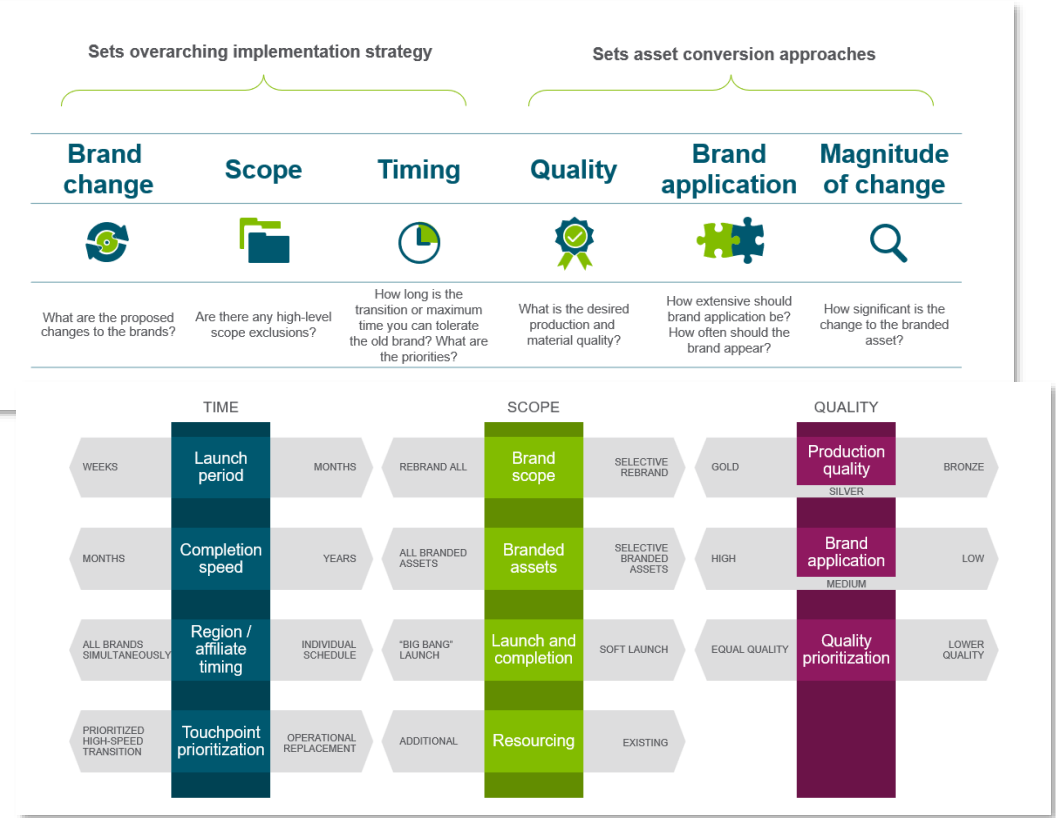 Sets overarching implementation strategy
Sets asset conversion approaches
Brand
change
Scope
Timing
Quality
Brand
application
Magnitude
of change
What are the proposed
changes to the brands?
Are there any high-level
scope exclusions?
How long is the
transition or maximum
time you can tolerate
the old brand? What are
the priorities?
What is the desired
production and
material quality?
How extensive should
brand application be?
How often should the
brand appear?
How significant is the
change to the branded
asset?
TIME
WEEKS
Launch
period
MONTHS
MONTHS
Completion
speed
YEARS
ALL BRANDS
SIMULTANEOUSLY
Region /
affiliate
timing
INDIVIDUAL
SCHEDULE
PRIORITIZED
HIGH-SPEED
TRANSITION
Touchpoint
prioritization
OPERATIONAL
REPLACEMENT
SCOPE
REBRAND ALL
Brand
scope
SELECTIVE
REBRAND
ALL BRANDED
ASSETS
Branded
assets
SELECTIVE
BRANDED
ASSETS
"BIG BANG"
LAUNCH
Launch and
completion
SOFT LAUNCH
ADDITIONAL
Resourcing
EXISTING
QUALITY
GOLD
Production
quality
SILVER
BRONZE
HIGH
Brand
application
MEDIUM
LOW
EQUAL QUALITY
Quality
prioritization
LOWER
QUALITY